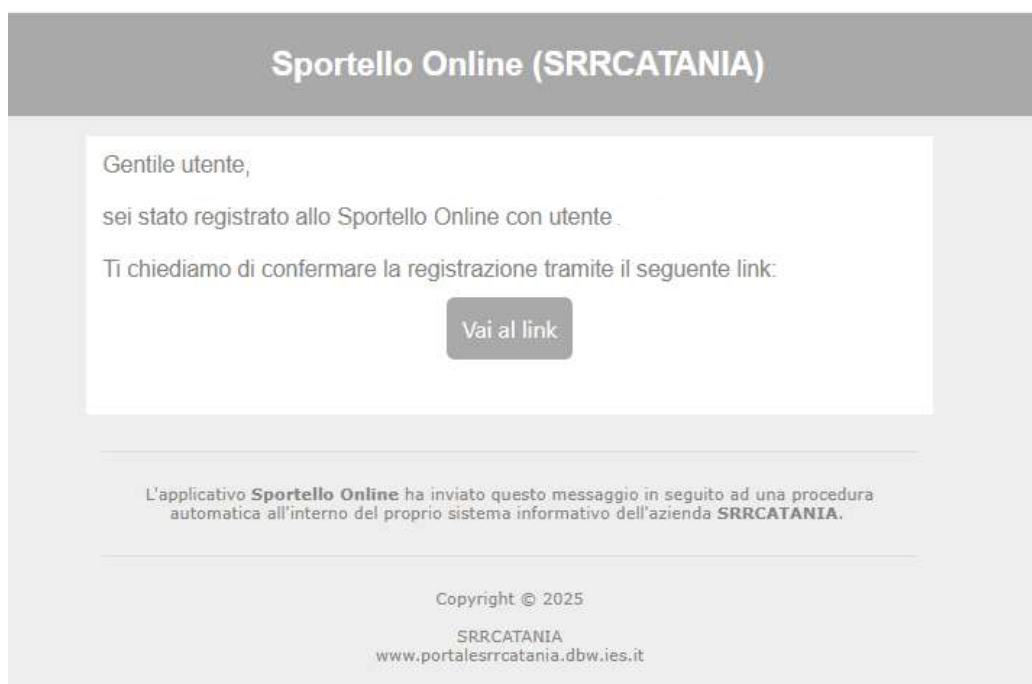 Sportello Online (SRRCATANIA)
Gentile utente,
sei stato registrato allo Sportello Online con utente .
Ti chiediamo di confermare la registrazione tramite il seguente link:
Vai al link
L'applicativo Sportello Online ha inviato questo messaggio in seguito ad una procedura
automatica all'interno del proprio sistema informativo dell'azienda SRRCATANIA.
Copyright © 2025
SRRCATANIA
www.portalesrrcatania.dbw.ies.it